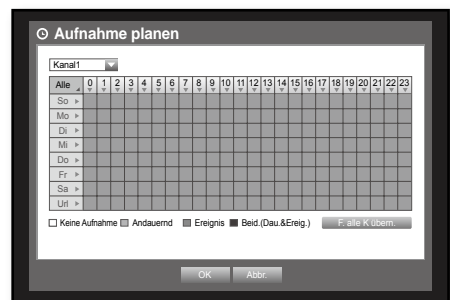 Aufnahme planen
Kanal1
Alle 0 1 2 3 4 5 6 7 8 9 10 11 12 13 14 15 16 17 18 19 20 21 22 23
So
Mo
Di
Mi
Do
Fr
Sa
Url
Keine Aufnahme Andauernd Ereignis Beid.(Dau.&Ereig.) F. alle K übern.
OK Abbr.